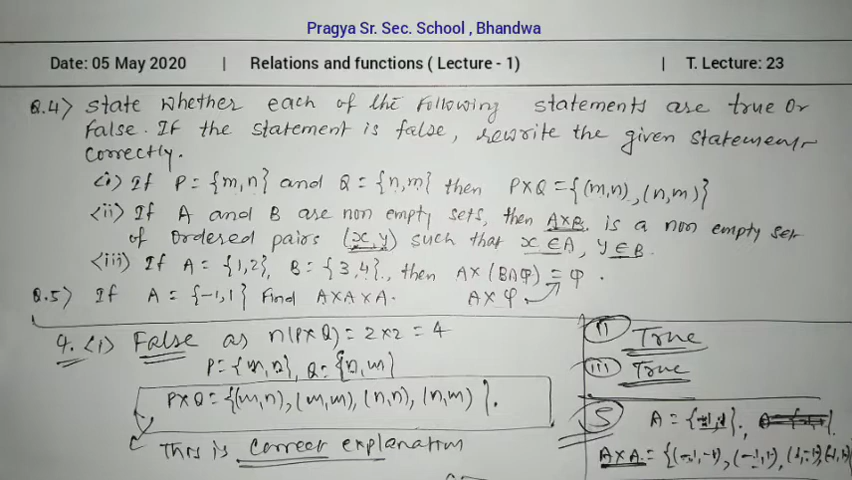 Pragya Sr. Sec. School , Bhandwa
Date: 05 May 2020 | Relations and functions ( Lecture - 1) | T. Lecture: 23
Q.4> State whether each of the following statements are true or
false. If the statement is false, rewrite the given statement
correctly.
<i> If P = {m,n} and Q = {n,m} then P×Q = {(m,n), (n,m)}
<ii> If A and B are non empty sets, then A×B is a non empty set
of ordered pairs (x,y) such that x∈A, y∈B.
<iii> If A = {1,2}, B = {3,4}, then A×(B∩φ) = φ.
A×φ
Q.5> If A = {-1,1} Find A×A×A.
4. <1> False as n(P×Q) = 2×2 = 4
P = {m,n}, Q = {n,m}
P×Q = {(m,n), (m,m), (n,n), (n,m)}.
This is correct explanation
(ii) True
(iii) True
(5) A = {-1,1},
A×A = {(-1,-1), (-1,1), (1,-1), (1,1)